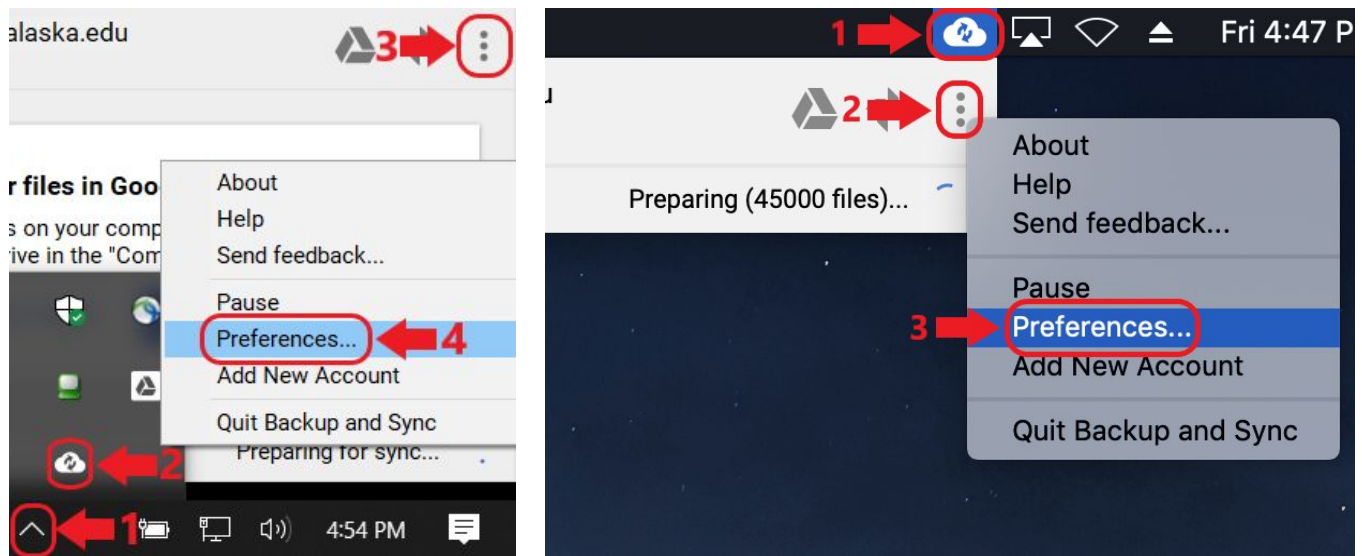 alaska.edu
3
r files in Goo
s on your comp
rive in the "Com
About
Help
Send feedback...
Pause
Preferences...
4
Add New Account
Quit Backup and Sync
Preparing for sync...
2
1
4:54 PM
1
Fri 4:47 P
u
2
Preparing (45000 files)...
About
Help
Send feedback...
Pause
3
Preferences...
Add New Account
Quit Backup and Sync